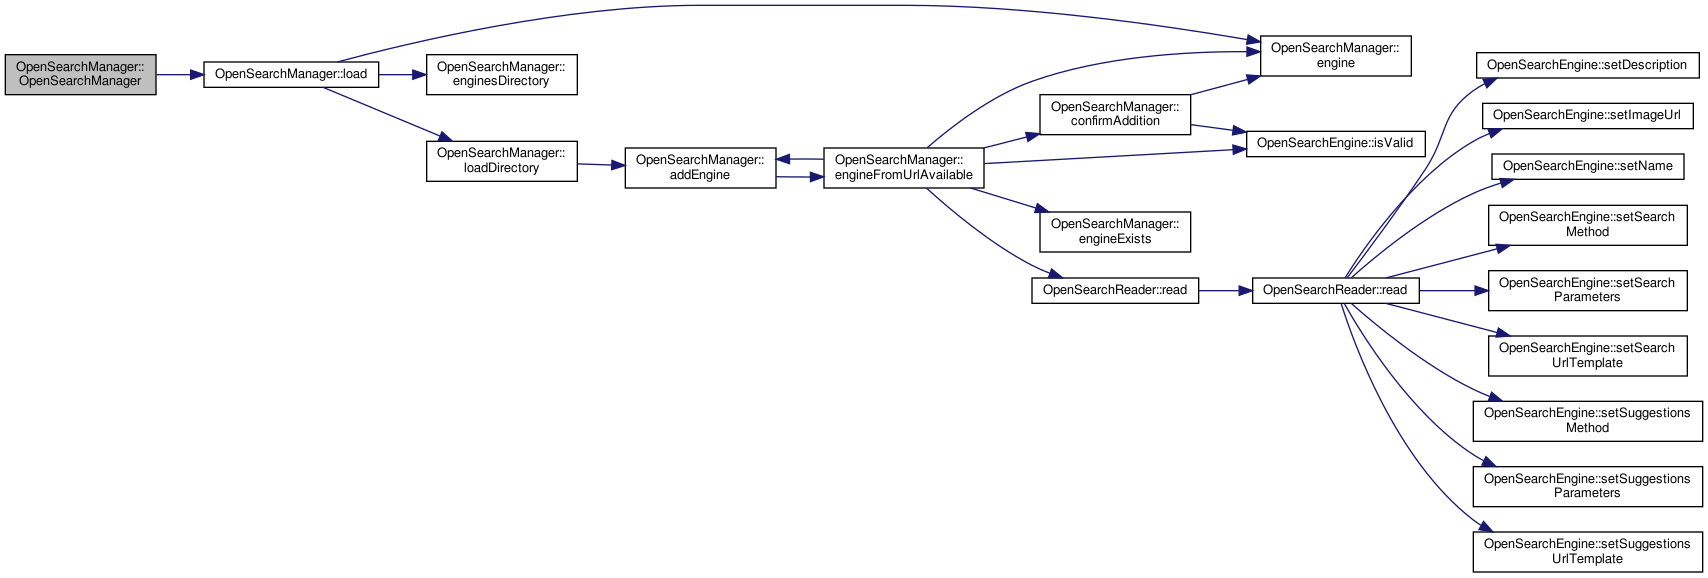 OpenSearchManager::
OpenSearchManager
OpenSearchManager::load
OpenSearchManager::
enginesDirectory
OpenSearchManager::
loadDirectory
OpenSearchManager::
addEngine
OpenSearchManager::
engineFromUrlAvailable
OpenSearchManager::
confirmAddition
OpenSearchManager::
engineExists
OpenSearchReader::read
OpenSearchManager::
engine
OpenSearchEngine::isValid
OpenSearchReader::read
OpenSearchEngine::setDescription
OpenSearchEngine::setImageUrl
OpenSearchEngine::setName
OpenSearchEngine::setSearch
Method
OpenSearchEngine::setSearch
Parameters
OpenSearchEngine::setSearch
UrlTemplate
OpenSearchEngine::setSuggestions
Method
OpenSearchEngine::setSuggestions
Parameters
OpenSearchEngine::setSuggestions
UrlTemplate